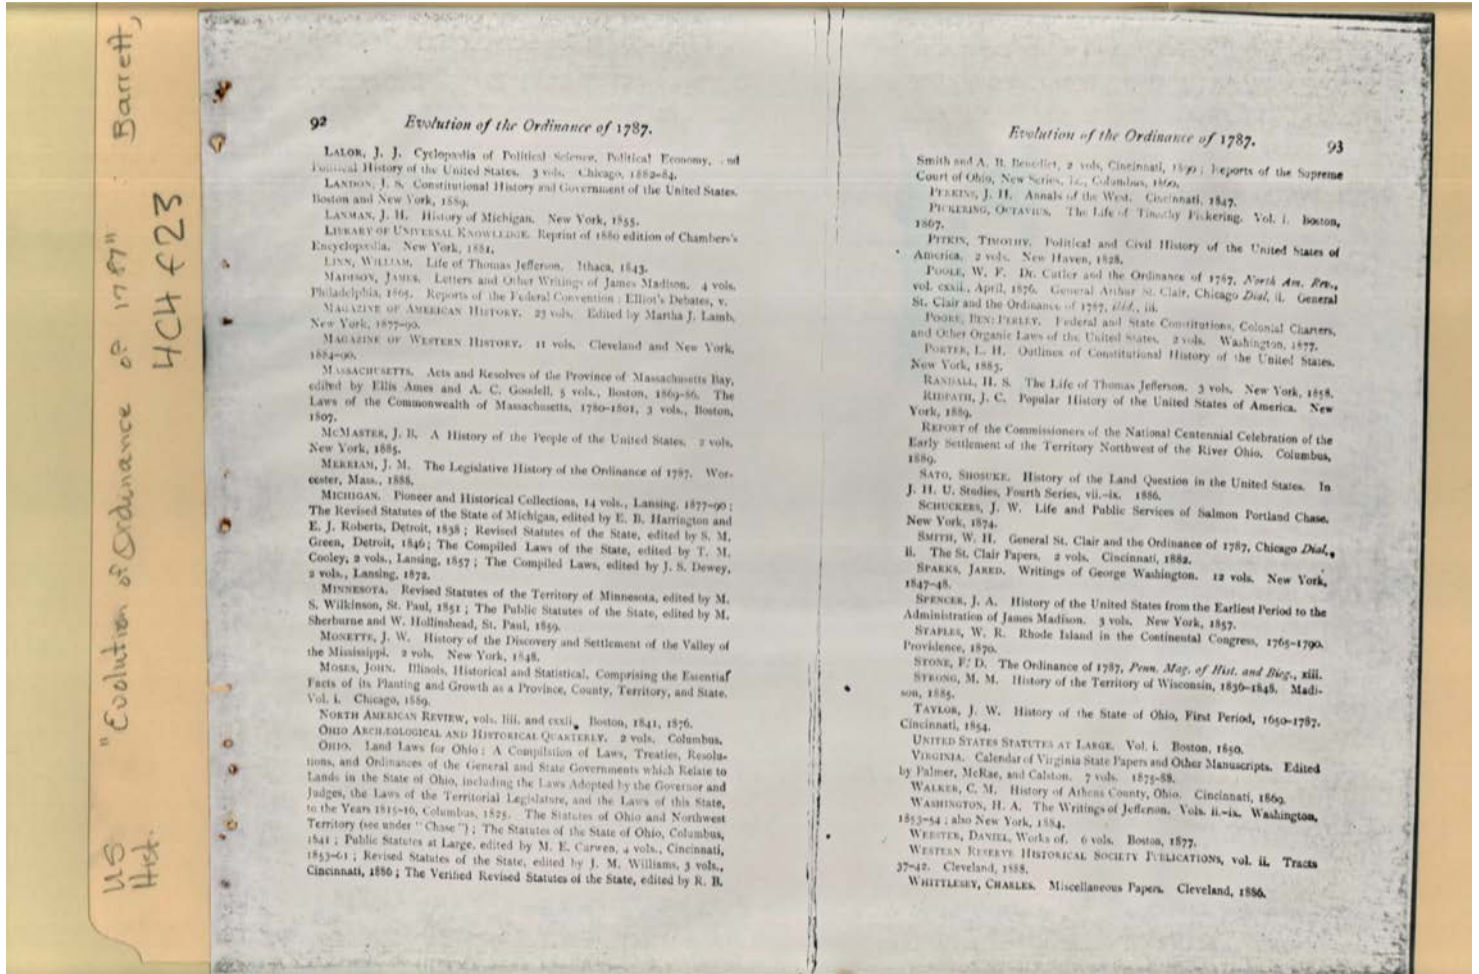 US Hist. "Evolution of Ordinance of 1787" Barrett,
4C4 f23
92 Evolution of the Ordinance of 1787.
LALOR, J. J. Cyclopædia of Political Science, Political Economy, nd
Political History of the United States. 3 vols. Chicago, 1882-84.
LANDON, J. S. Constitutional History and Government of the United States.
Boston and New York, 1889.
LANMAN, J. H. History of Michigan. New York, 1855.
LIBRARY OF UNIVERSAL KNOWLEDGE. Reprint of 1880 edition of Chambers's
Encyclopædia. New York, 1881.
LINN, WILLIAM. Life of Thomas Jefferson. Ithaca, 1843.
MADISON, JAMES. Letters and Other Writings of James Madison. 4 vols.
Philadelphia, 1865. Reports of the Federal Convention; Elliot's Debates, v.
MAGAZINE OF AMERICAN HISTORY. 23 vols. Edited by Martha J. Lamb,
New York, 1877-90.
MAGAZINE OF WESTERN HISTORY. 11 vols. Cleveland and New York,
1884-90.
MASSACHUSETTS. Acts and Resolves of the Province of Massachusetts Bay,
edited by Ellis Ames and A. C. Goodell, 5 vols., Boston, 1869-86. The
Laws of the Commonwealth of Massachusetts, 1780-1801, 3 vols., Boston,
1807.
MCMASTER, J. B. A History of the People of the United States. 2 vols.
New York, 1885.
MERRIAM, J. M. The Legislative History of the Ordinance of 1787. Wor-
cester, Mass., 1888.
MICHIGAN. Pioneer and Historical Collections, 14 vols., Lansing, 1877-90;
The Revised Statutes of the State of Michigan, edited by E. B. Harrington and
E. J. Roberts, Detroit, 1838; Revised Statutes of the State, edited by S. M.
Green, Detroit, 1846; The Compiled Laws of the State, edited by T. M.
Cooley, 2 vols., Lansing, 1857; The Compiled Laws, edited by J. S. Dewey,
2 vols., Lansing, 1872.
MINNESOTA. Revised Statutes of the Territory of Minnesota, edited by M.
S. Wilkinson, St. Paul, 1851; The Public Statutes of the State, edited by M.
Sherburne and W. Hollinshead, St. Paul, 1859.
MONETTE, J. W. History of the Discovery and Settlement of the Valley of
the Mississippi. 2 vols. New York, 1848.
MOSES, JOHN. Illinois, Historical and Statistical, Comprising the Essential
Facts of its Planting and Growth as a Province, County, Territory, and State.
Vol. i. Chicago, 1889.
NORTH AMERICAN REVIEW, vols. liii. and cxxii. Boston, 1841, 1876.
OHIO ARCHÆOLOGICAL AND HISTORICAL QUARTERLY. 2 vols. Columbus.
OHIO. Land Laws for Ohio: A Compilation of Laws, Treaties, Resolu-
tions, and Ordinances of the General and State Governments which Relate to
Lands in the State of Ohio, including the Laws Adopted by the Governor and
Judges, the Laws of the Territorial Legislature, and the Laws of this State,
to the Years 1815-16, Columbus, 1825. The Statutes of Ohio and Northwest
Territory (see under "Chase"); The Statutes of the State of Ohio, Columbus,
1841; Public Statutes at Large, edited by M. E. Curwen, 4 vols., Cincinnati,
1853-61; Revised Statutes of the State, edited by J. M. Williams, 3 vols.,
Cincinnati, 1886; The Verified Revised Statutes of the State, edited by R. B.
Evolution of the Ordinance of 1787. 93
Smith and A. B. Benedict, 2 vols, Cincinnati, 1890; Reports of the Supreme
Court of Ohio, New Series, Columbus, 1860.
PERKINS, J. H. Annals of the West. Cincinnati, 1847.
PICKERING, OCTAVIUS. The Life of Timothy Pickering. Vol. i. Boston,
1867.
PITKIN, TIMOTHY. Political and Civil History of the United States of
America. 2 vols. New Haven, 1828.
POOLE, W. F. Dr. Cutler and the Ordinance of 1787, North Am. Rev.,
vol. cxxii., April, 1876. General Arthur St. Clair, Chicago Dial, ii. General
St. Clair and the Ordinance of 1787, ibid., iii.
POORE, BEN: PERLEY. Federal and State Constitutions, Colonial Charters,
and Other Organic Laws of the United States. 2 vols. Washington, 1877.
PORTER, L. H. Outlines of Constitutional History of the United States.
New York, 1883.
RANDALL, H. S. The Life of Thomas Jefferson. 3 vols. New York, 1858.
RIDPATH, J. C. Popular History of the United States of America. New
York, 1889.
REPORT of the Commissioners of the National Centennial Celebration of the
Early Settlement of the Territory Northwest of the River Ohio. Columbus,
1889.
SATO, SHOSUKE. History of the Land Question in the United States. In
J. H. U. Studies, Fourth Series, vii.-ix. 1886.
SCHUCKERS, J. W. Life and Public Services of Salmon Portland Chase.
New York, 1874.
SMITH, W. H. General St. Clair and the Ordinance of 1787, Chicago Dial,
ii. The St. Clair Papers. 2 vols. Cincinnati, 1882.
SPARKS, JARED. Writings of George Washington. 12 vols. New York,
1847-48.
SPENCER, J. A. History of the United States from the Earliest Period to the
Administration of James Madison. 3 vols. New York, 1857.
STAPLES, W. R. Rhode Island in the Continental Congress, 1765-1790.
Providence, 1870.
STONE, F. D. The Ordinance of 1787, Penn. Mag. of Hist. and Biog., xiii.
STRONG, M. M. History of the Territory of Wisconsin, 1836-1848. Madi-
son, 1885.
TAYLOR, J. W. History of the State of Ohio, First Period, 1650-1787.
Cincinnati, 1854.
UNITED STATES STATUTES AT LARGE. Vol. i. Boston, 1850.
VIRGINIA. Calendar of Virginia State Papers and Other Manuscripts. Edited
by Palmer, McRae, and Calston. 7 vols. 1875-88.
WALKER, C. M. History of Athens County, Ohio. Cincinnati, 1869.
WASHINGTON, H. A. The Writings of Jefferson. Vols. ii.-ix. Washington,
1853-54; also New York, 1884.
WEBSTER, DANIEL, Works of. 6 vols. Boston, 1877.
WESTERN RESERVE HISTORICAL SOCIETY PUBLICATIONS, vol. ii. Tracts
37-42. Cleveland, 1888.
WHITTLESEY, CHARLES. Miscellaneous Papers. Cleveland, 1886.